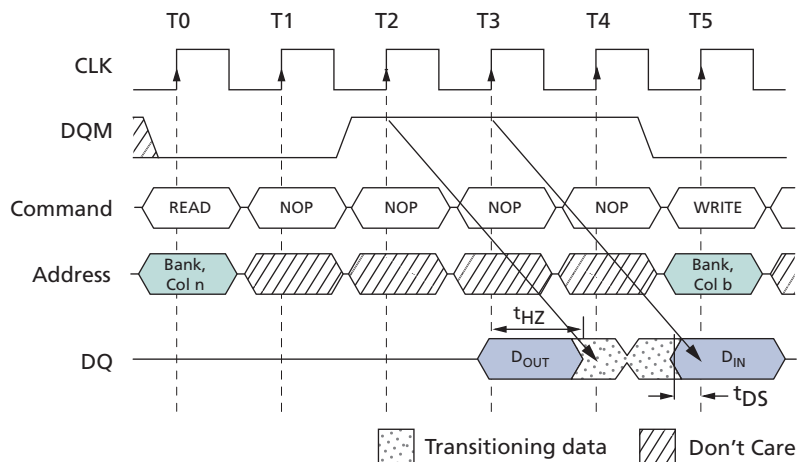 T0 T1 T2 T3 T4 T5
CLK
DQM
Command READ NOP NOP NOP NOP WRITE
Address Bank, Col n Bank, Col b
tHZ
DQ DOUT DIN
tDS
Transitioning data Don't Care